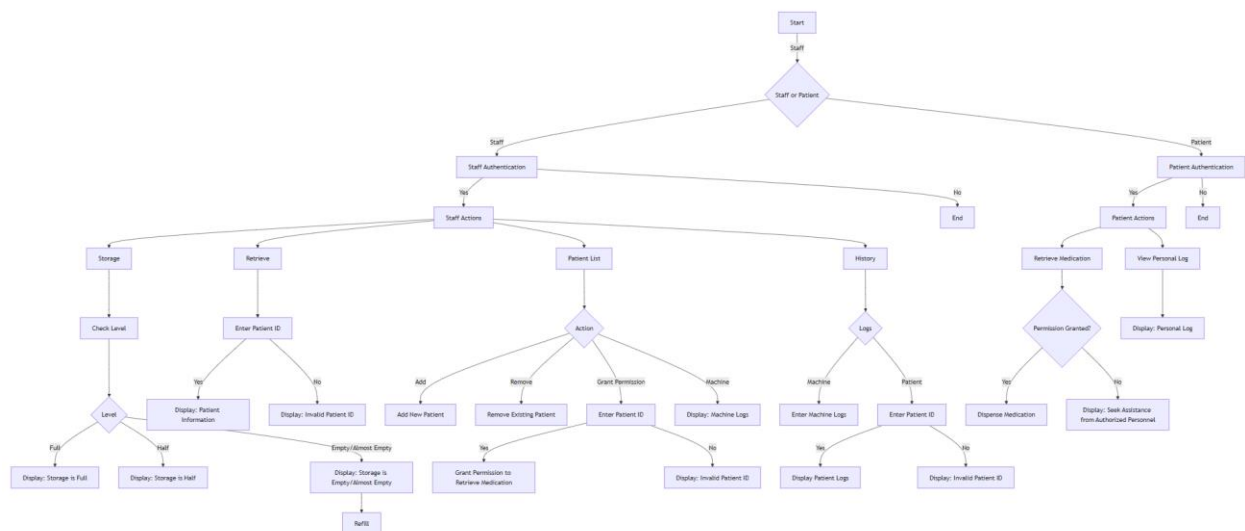 Start
Staff
Staff or Patient
Staff
Patient
Staff Authentication
Patient Authentication
Yes
No
Yes
No
Staff Actions
End
Patient Actions
End
Storage
Retrieve
Patient List
History
Retrieve Medication
View Personal Log
Check Level
Enter Patient ID
Action
Logs
Permission Granted?
Display: Personal Log
Yes
No
Add
Remove
Grant Permission
Machine
Machine
Patient
Yes
No
Level
Display: Patient
Information
Display: Invalid Patient ID
Add New Patient
Remove Existing Patient
Enter Patient ID
Display: Machine Logs
Enter Machine Logs
Enter Patient ID
Dispense Medication
Display: Seek Assistance
from Authorized Personnel
Full
Half
Empty/Almost Empty
Yes
No
Yes
No
Display: Storage is Full
Display: Storage is Half
Display: Storage is
Empty/Almost Empty
Grant Permission to
Retrieve Medication
Display: Invalid Patient ID
Display Patient Logs
Display: Invalid Patient ID
Refill